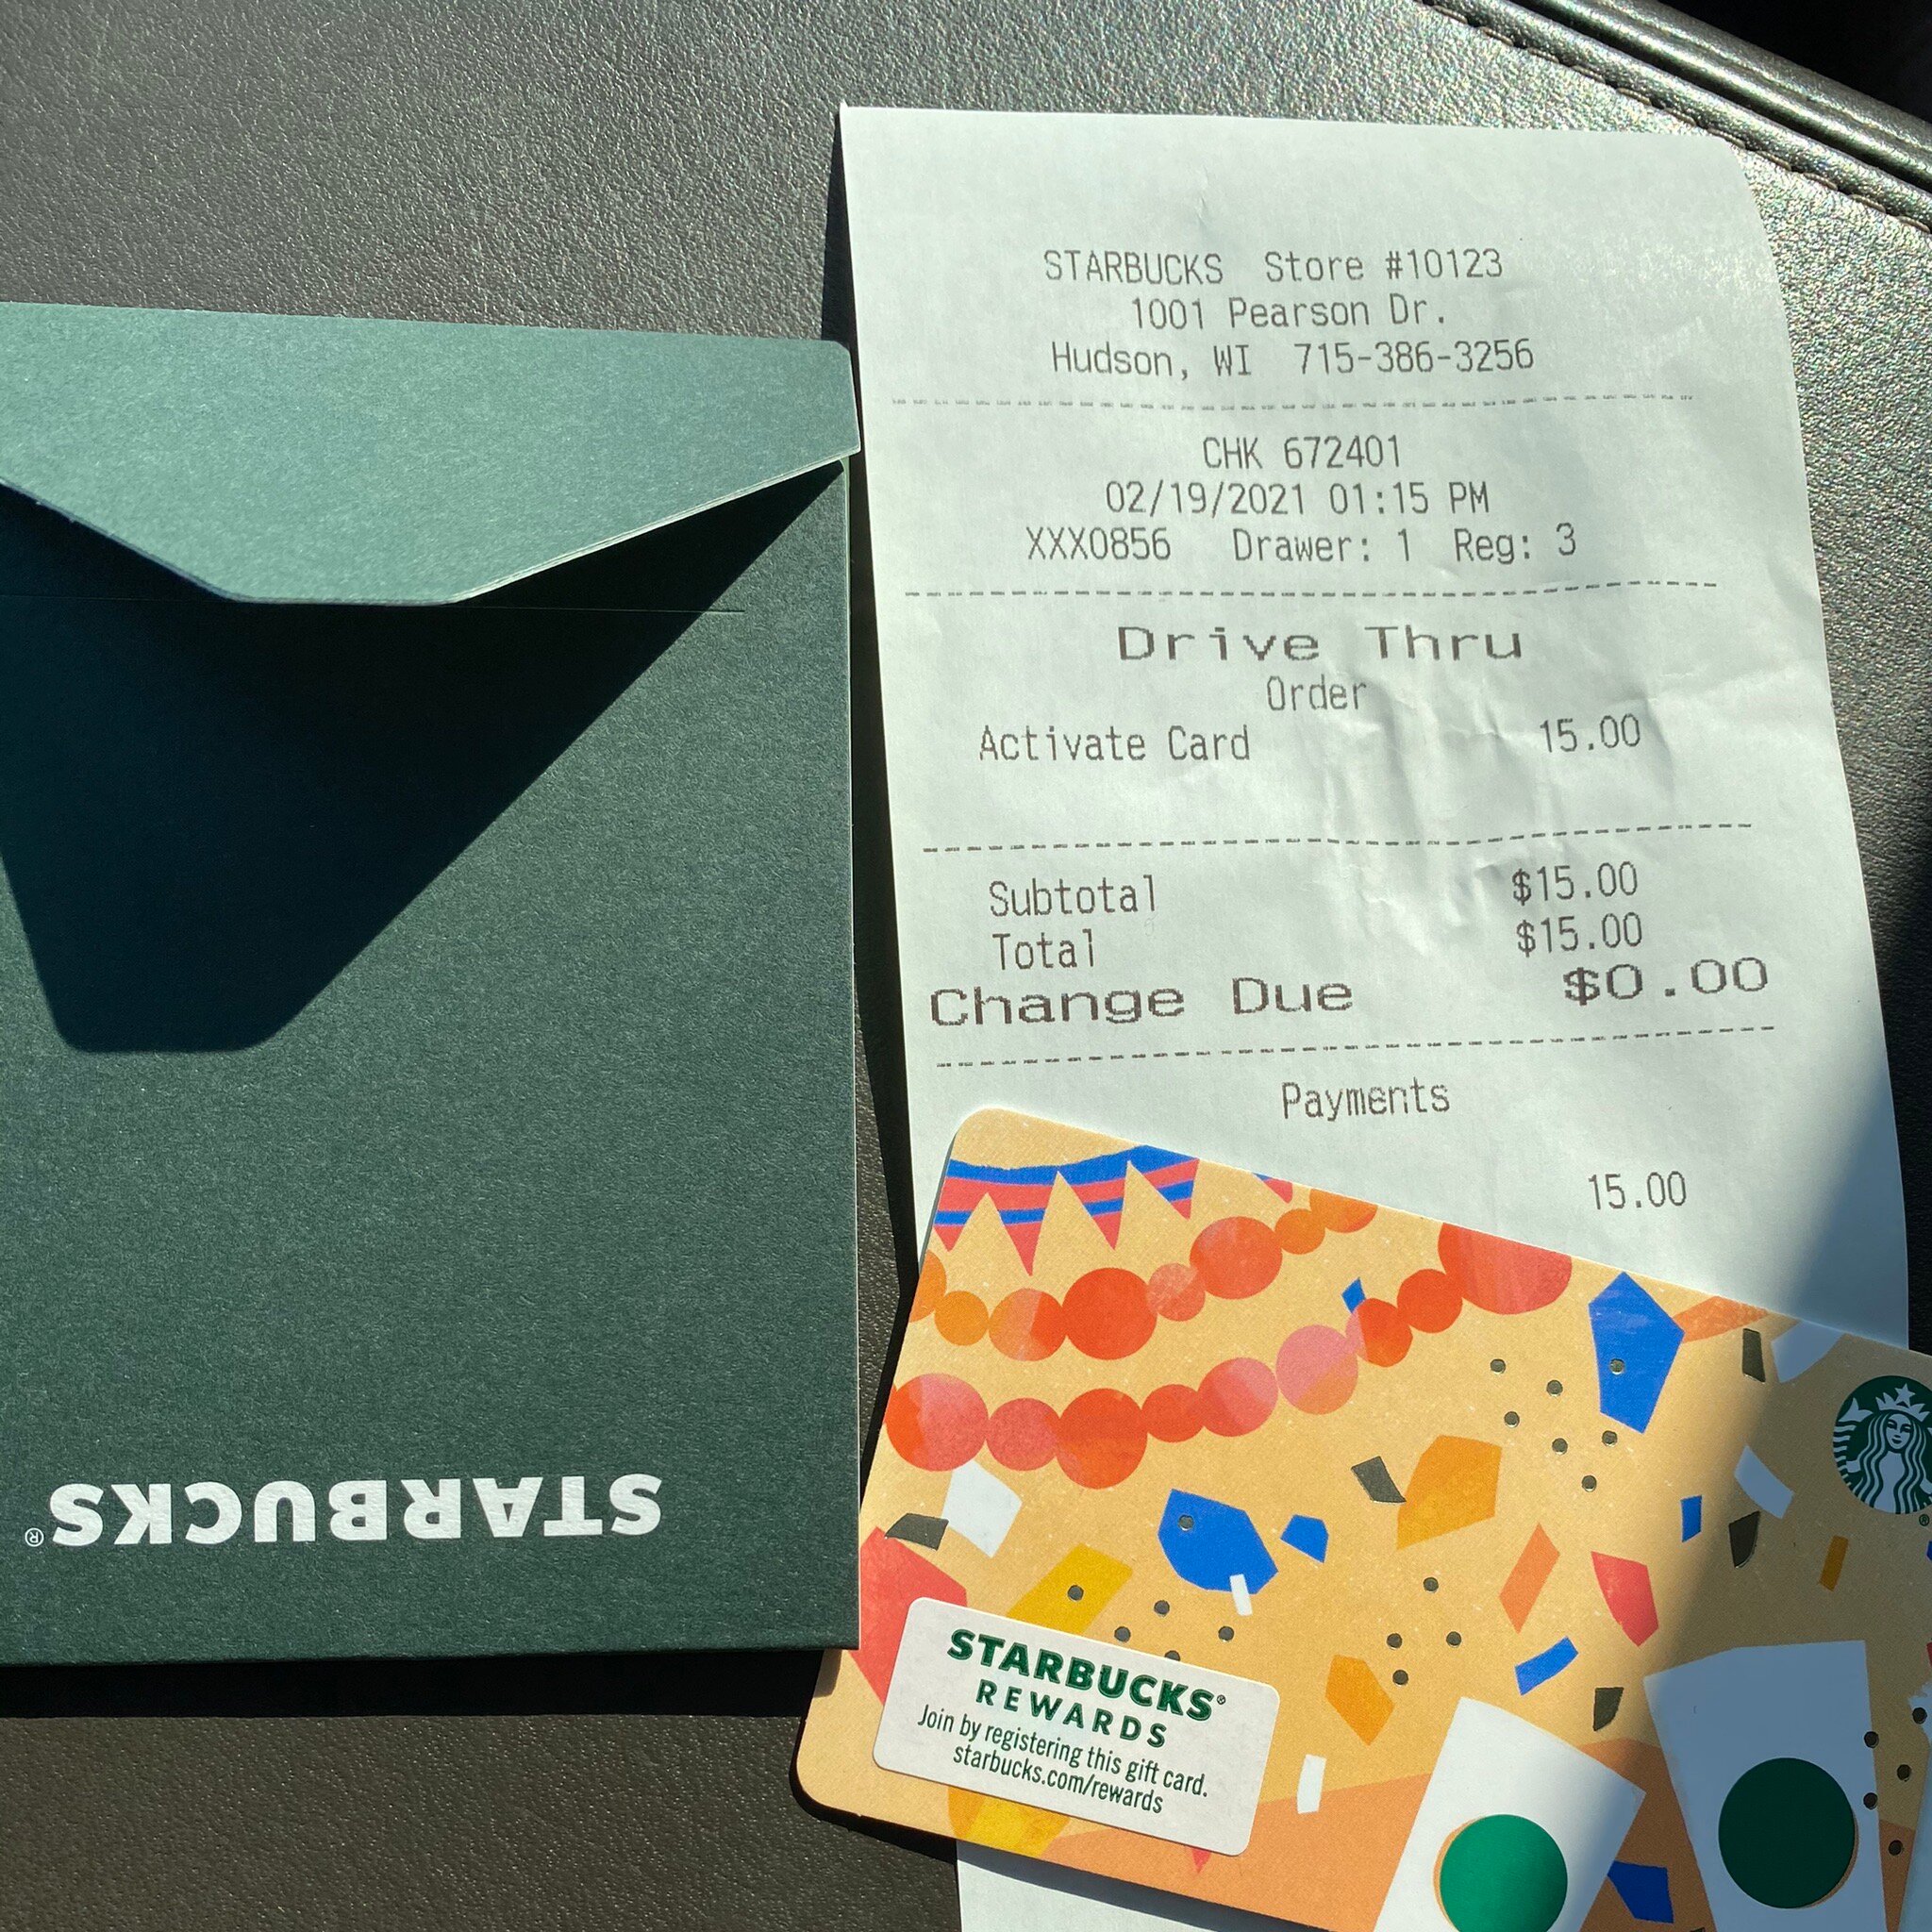 STARBUCKS Store #10123
1001 Pearson Dr.
Hudson, WI 715-386-3256
CHK 672401
02/19/2021 01:15 PM
XXX0856 Drawer: 1 Reg: 3
Drive Thru
Order
Activate Card 15.00
Subtotal $15.00
Total $15.00
Change Due $0.00
Payments
15.00
STARBUCKS®
STARBUCKS®
REWARDS
Join by registering this gift card.
starbucks.com/rewards